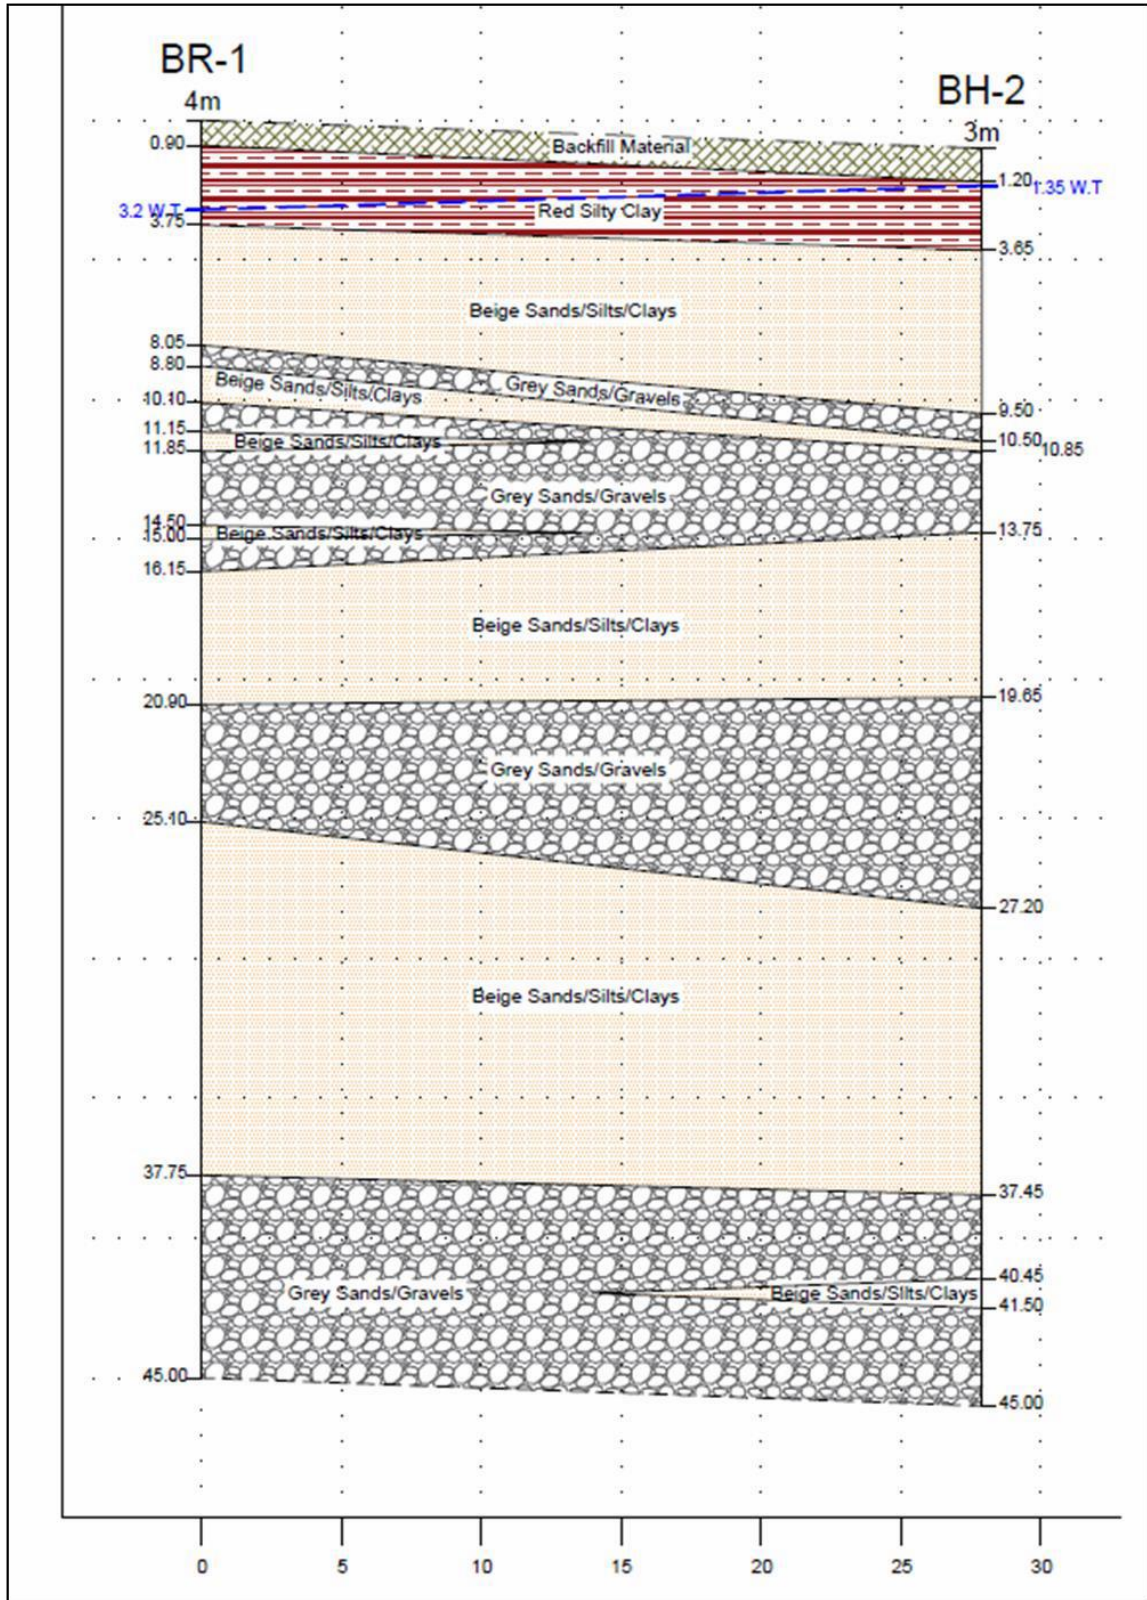 BR-1
BH-2
4m
3m
Backfill Material
0.90
1.20
1.35 W.T
3.2 W.T
Red Silty Clay
3.75
3.65
Beige Sands/Silts/Clays
8.05
8.80
Beige Sands/Silts/Clays
Grey Sands/Gravels
10.10
9.50
11.15
Beige Sands/Silts/Clays
11.85
10.50
10.85
Grey Sands/Gravels
14.50
Beige Sands/Silts/Clays
15.00
13.75
16.15
Beige Sands/Silts/Clays
20.90
19.65
Grey Sands/Gravels
25.10
27.20
Beige Sands/Silts/Clays
37.75
37.45
40.45
Grey Sands/Gravels
Beige Sands/Silts/Clays
41.50
45.00
45.00
0 5 10 15 20 25 30